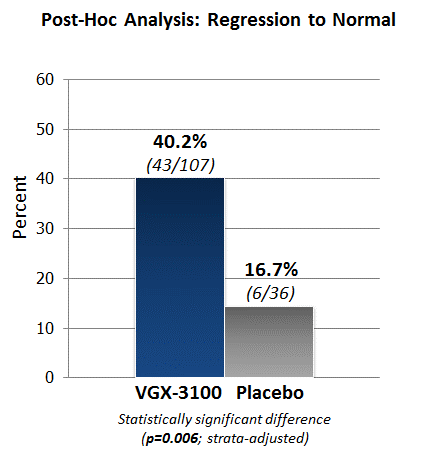 Post-Hoc Analysis: Regression to Normal
60
50
40
30
20
10
0
Percent
40.2%
(43/107)
16.7%
(6/36)
VGX-3100 Placebo
Statistically significant difference
(p=0.006; strata-adjusted)